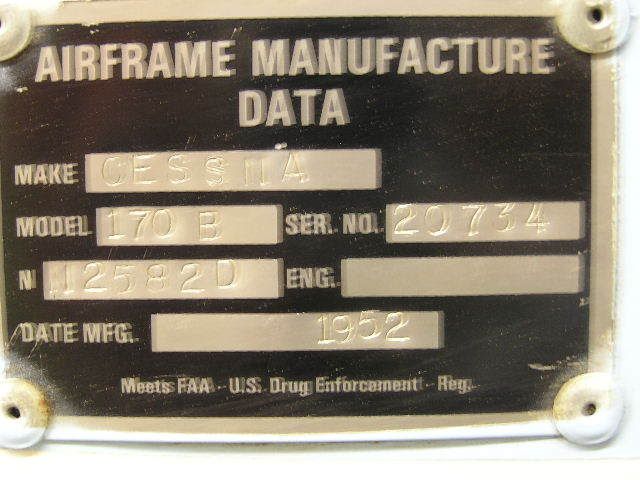 AIRFRAME MANUFACTURE
DATA
MAKE CESSNA
MODEL 170 B SER. NO. 20734
N N2582D ENG.
DATE MFG. 1952
Meets FAA - U.S. Drug Enforcement - Reg.